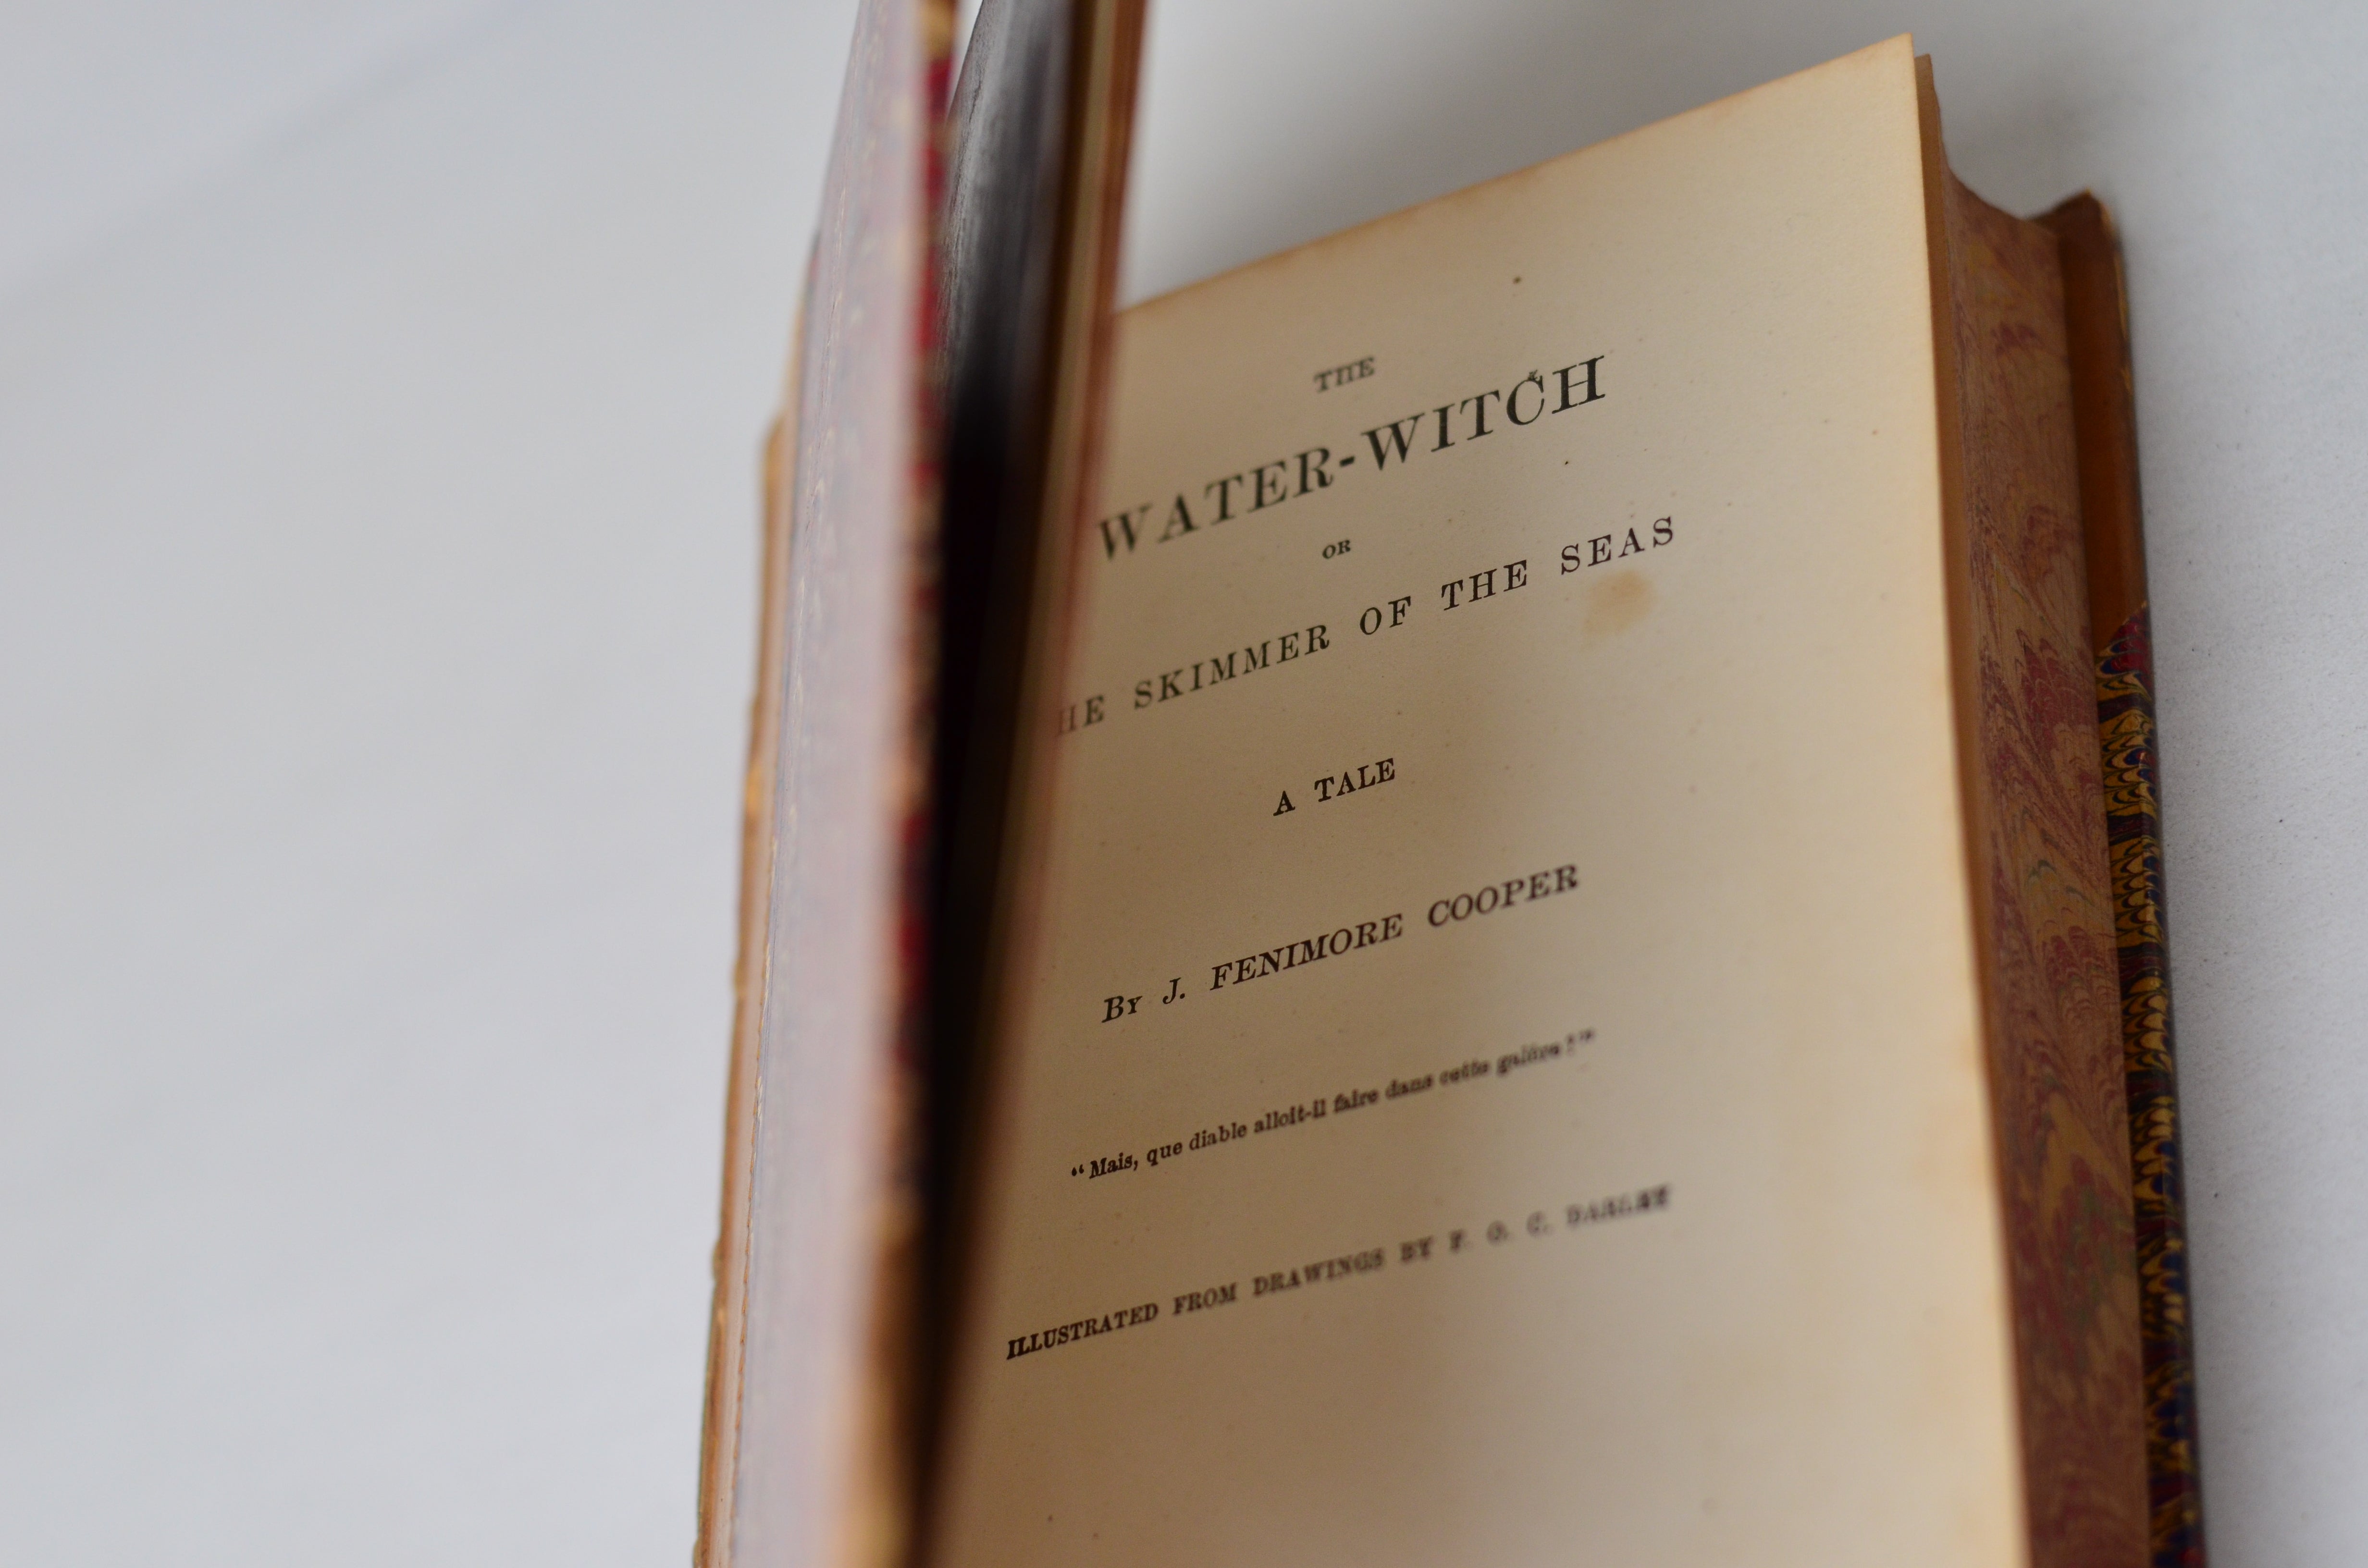 THE
WATER-WITCH
OR
HE SKIMMER OF THE SEAS
A TALE
BY J. FENIMORE COOPER
“Mais, que diable alloit-il faire dans cette galère!”
ILLUSTRATED FROM DRAWINGS BY F. O. C. DARLEY